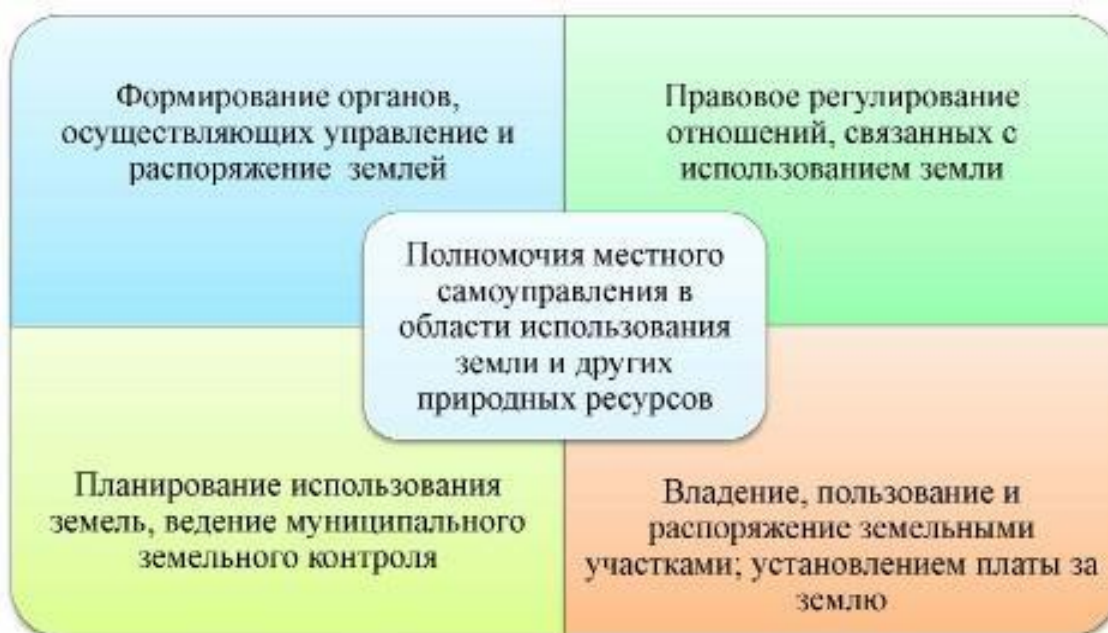 Формирование органов,
осуществляющих управление и
распоряжение землей
Правовое регулирование
отношений, связанных с
использованием земли
Полномочия местного
самоуправления в
области использования
земли и других
природных ресурсов
Планирование использования
земель, ведение муниципального
земельного контроля
Владение, пользование и
распоряжение земельными
участками; установлением платы за
землю